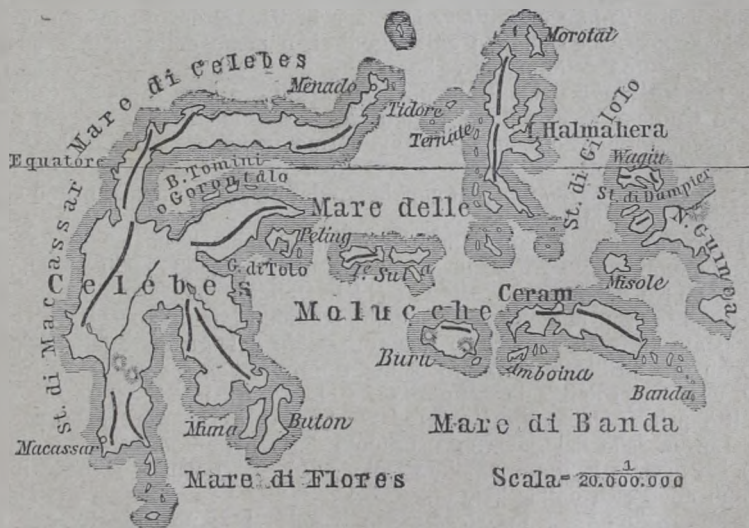 Morotai
Mare di Celebes
Menado
Tidore
Ternate
I. Halmahera
St. di Gilolo
Equatore
B. Tomini
o Gorontalo
Wagiu
St. di Dampier
N. Guinea
Mare delle
Peling
G. di Tolo
Iᵉ Sula
Misole
Celebes
St. di Macassar
Molucche
Ceram
Buru
Amboina
Banda
Macassar
Muna
Buton
Mare di Banda
Mare di Flores
Scala = 1/20.000.000